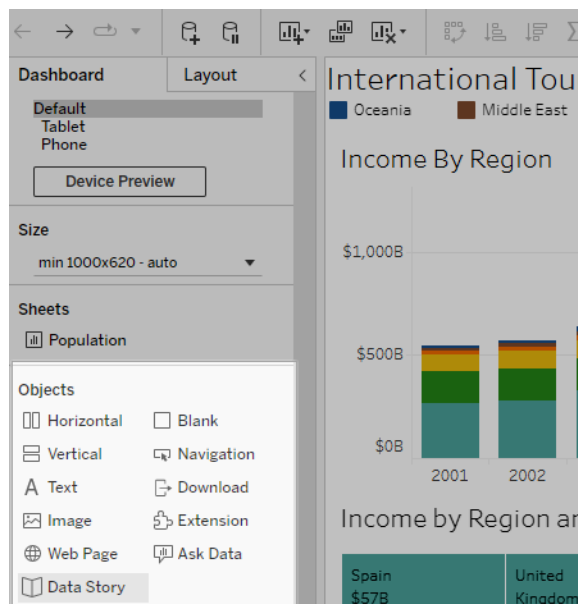 Dashboard
Layout
Default
Tablet
Phone
Device Preview
Size
min 1000x620 - auto
Sheets
Population
Objects
Horizontal
Blank
Vertical
Navigation
A Text
Download
Image
Extension
Web Page
Ask Data
Data Story
International Tou
Oceania
Middle East
Income By Region
$1,000B
$500B
$0B
2001
2002
Income by Region an
Spain
$57B
United
Kingdom